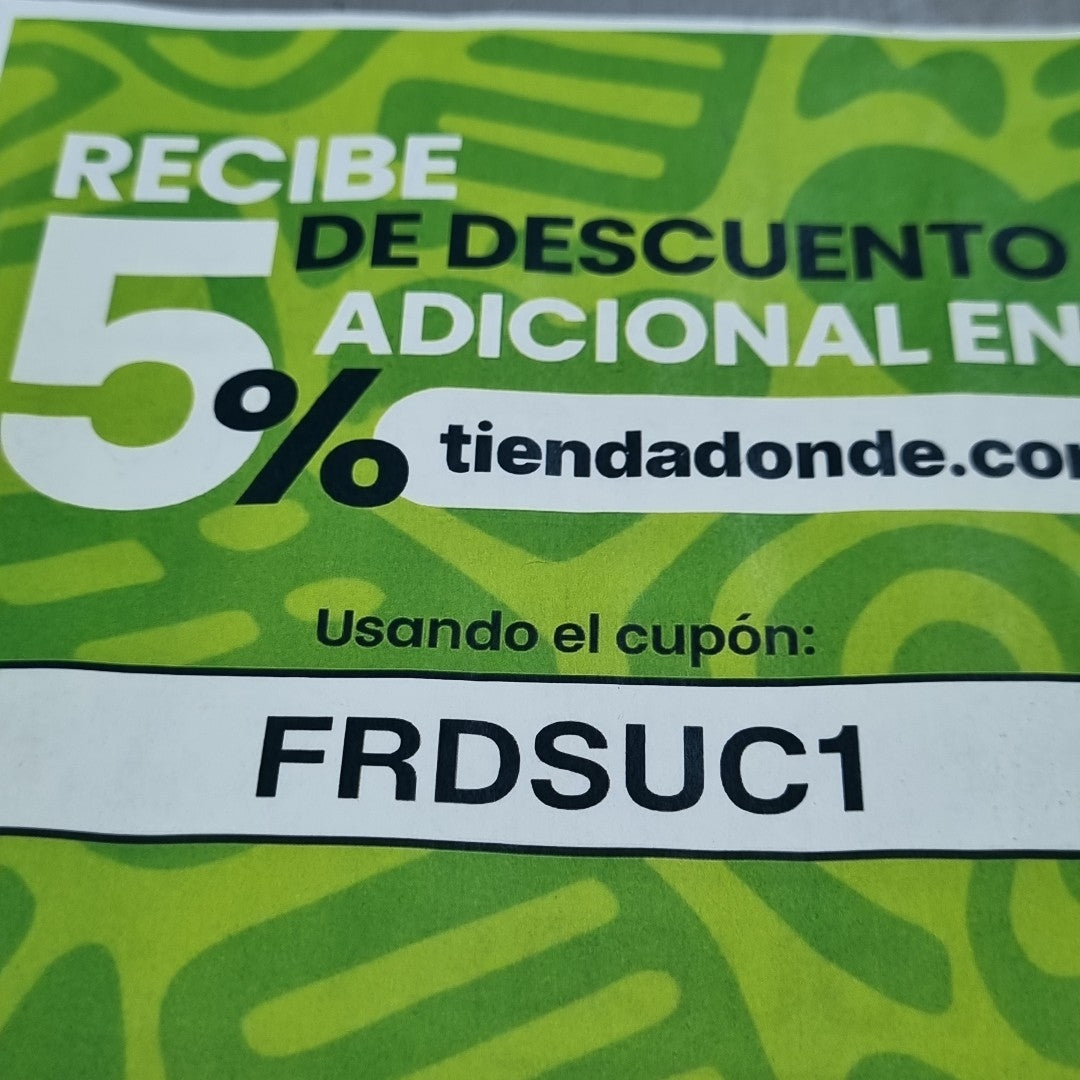 RECIBE
5% DE DESCUENTO
ADICIONAL EN
tiendadonde.co
Usando el cupón:
FRDSUC1